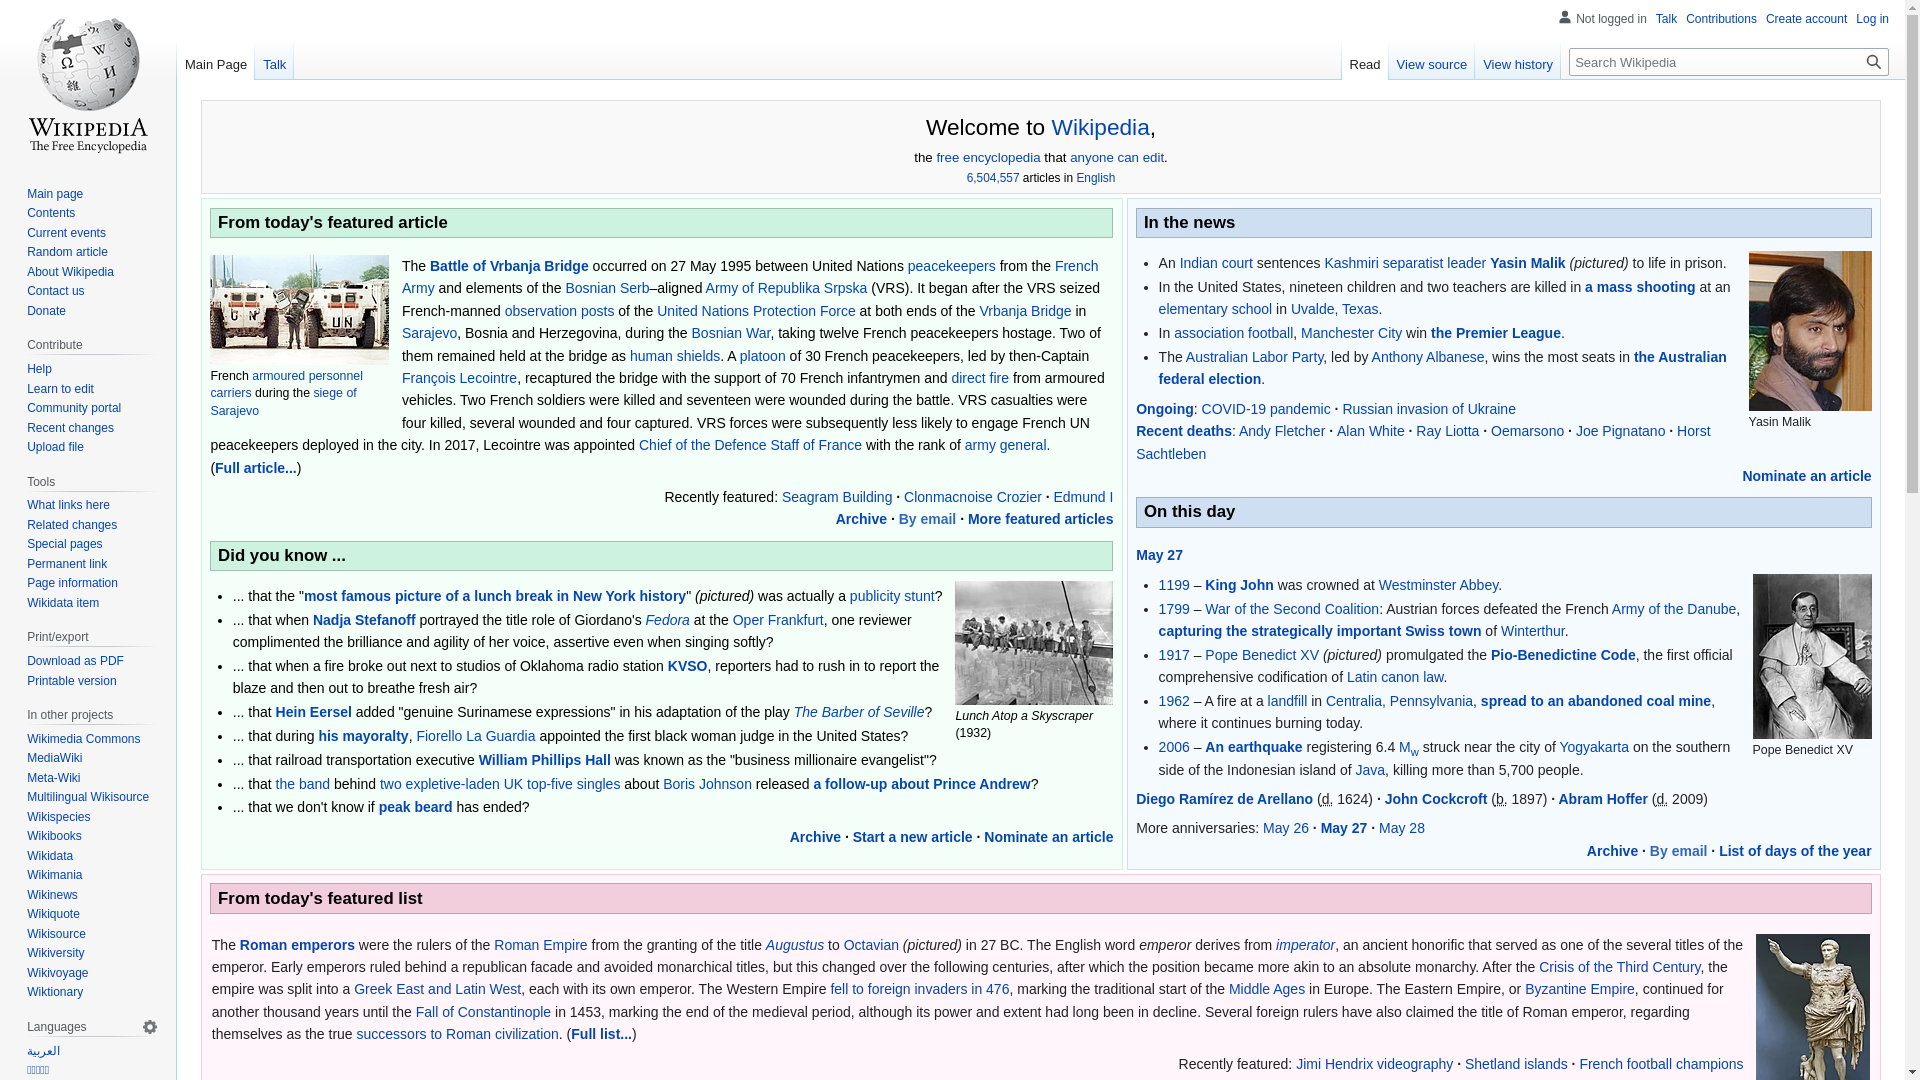 Not logged in Talk Contributions Create account Log in
Main Page Talk
Read View source View history Search Wikipedia
WIKIPEDIA
The Free Encyclopedia
Main page
Contents
Current events
Random article
About Wikipedia
Contact us
Donate
Contribute
Help
Learn to edit
Community portal
Recent changes
Upload file
Tools
What links here
Related changes
Special pages
Permanent link
Page information
Wikidata item
Print/export
Download as PDF
Printable version
In other projects
Wikimedia Commons
MediaWiki
Meta-Wiki
Multilingual Wikisource
Wikispecies
Wikibooks
Wikidata
Wikimania
Wikinews
Wikiquote
Wikisource
Wikiversity
Wikivoyage
Wiktionary
Languages
العربية
Welcome to Wikipedia,
the free encyclopedia that anyone can edit.
6,504,557 articles in English
From today's featured article
UN
French armoured personnel
carriers during the siege of
Sarajevo
The Battle of Vrbanja Bridge occurred on 27 May 1995 between United Nations peacekeepers from the French
Army and elements of the Bosnian Serb–aligned Army of Republika Srpska (VRS). It began after the VRS seized
French-manned observation posts of the United Nations Protection Force at both ends of the Vrbanja Bridge in
Sarajevo, Bosnia and Herzegovina, during the Bosnian War, taking twelve French peacekeepers hostage. Two of
them remained held at the bridge as human shields. A platoon of 30 French peacekeepers, led by then-Captain
François Lecointre, recaptured the bridge with the support of 70 French infantrymen and direct fire from armoured
vehicles. Two French soldiers were killed and seventeen were wounded during the battle. VRS casualties were
four killed, several wounded and four captured. VRS forces were subsequently less likely to engage French UN
peacekeepers deployed in the city. In 2017, Lecointre was appointed Chief of the Defence Staff of France with the rank of army general.
(Full article...)
Recently featured: Seagram Building · Clonmacnoise Crozier · Edmund I
Archive · By email · More featured articles
Did you know ...
... that the "most famous picture of a lunch break in New York history" (pictured) was actually a publicity stunt?
... that when Nadja Stefanoff portrayed the title role of Giordano's Fedora at the Oper Frankfurt, one reviewer
complimented the brilliance and agility of her voice, assertive even when singing softly?
... that when a fire broke out next to studios of Oklahoma radio station KVSO, reporters had to rush in to report the
blaze and then out to breathe fresh air?
... that Hein Eersel added "genuine Surinamese expressions" in his adaptation of the play The Barber of Seville?
... that during his mayoralty, Fiorello La Guardia appointed the first black woman judge in the United States?
... that railroad transportation executive William Phillips Hall was known as the "business millionaire evangelist"?
... that the band behind two expletive-laden UK top-five singles about Boris Johnson released a follow-up about Prince Andrew?
... that we don't know if peak beard has ended?
Lunch Atop a Skyscraper
(1932)
Archive · Start a new article · Nominate an article
In the news
An Indian court sentences Kashmiri separatist leader Yasin Malik (pictured) to life in prison.
In the United States, nineteen children and two teachers are killed in a mass shooting at an
elementary school in Uvalde, Texas.
In association football, Manchester City win the Premier League.
The Australian Labor Party, led by Anthony Albanese, wins the most seats in the Australian
federal election.
Yasin Malik
Ongoing: COVID-19 pandemic · Russian invasion of Ukraine
Recent deaths: Andy Fletcher · Alan White · Ray Liotta · Oemarsono · Joe Pignatano · Horst
Sachtleben
Nominate an article
On this day
May 27
1199 – King John was crowned at Westminster Abbey.
1799 – War of the Second Coalition: Austrian forces defeated the French Army of the Danube,
capturing the strategically important Swiss town of Winterthur.
1917 – Pope Benedict XV (pictured) promulgated the Pio-Benedictine Code, the first official
comprehensive codification of Latin canon law.
1962 – A fire at a landfill in Centralia, Pennsylvania, spread to an abandoned coal mine,
where it continues burning today.
2006 – An earthquake registering 6.4 Mw struck near the city of Yogyakarta on the southern
side of the Indonesian island of Java, killing more than 5,700 people.
Pope Benedict XV
Diego Ramírez de Arellano (d. 1624) · John Cockcroft (b. 1897) · Abram Hoffer (d. 2009)
More anniversaries: May 26 · May 27 · May 28
Archive · By email · List of days of the year
From today's featured list
The Roman emperors were the rulers of the Roman Empire from the granting of the title Augustus to Octavian (pictured) in 27 BC. The English word emperor derives from imperator, an ancient honorific that served as one of the several titles of the
emperor. Early emperors ruled behind a republican facade and avoided monarchical titles, but this changed over the following centuries, after which the position became more akin to an absolute monarchy. After the Crisis of the Third Century, the
empire was split into a Greek East and Latin West, each with its own emperor. The Western Empire fell to foreign invaders in 476, marking the traditional start of the Middle Ages in Europe. The Eastern Empire, or Byzantine Empire, continued for
another thousand years until the Fall of Constantinople in 1453, marking the end of the medieval period, although its power and extent had long been in decline. Several foreign rulers have also claimed the title of Roman emperor, regarding
themselves as the true successors to Roman civilization. (Full list...)
Recently featured: Jimi Hendrix videography · Shetland islands · French football champions